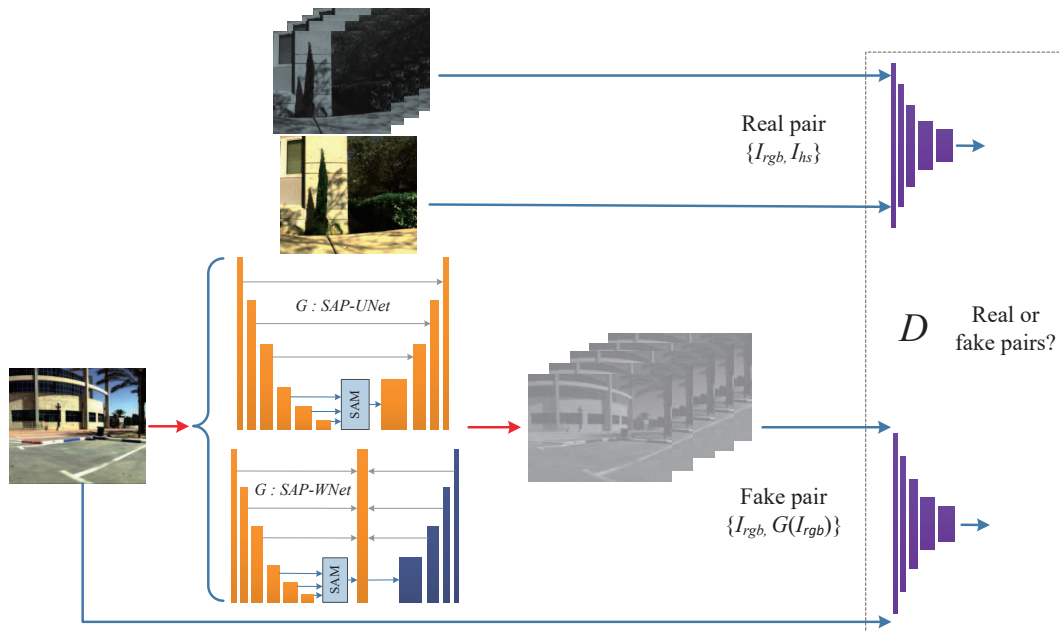 Real pair
{I_rgb, I_hs}
G : SAP-UNet
SAM
D
Real or
fake pairs?
G : SAP-WNet
SAM
Fake pair
{I_rgb, G(I_rgb)}